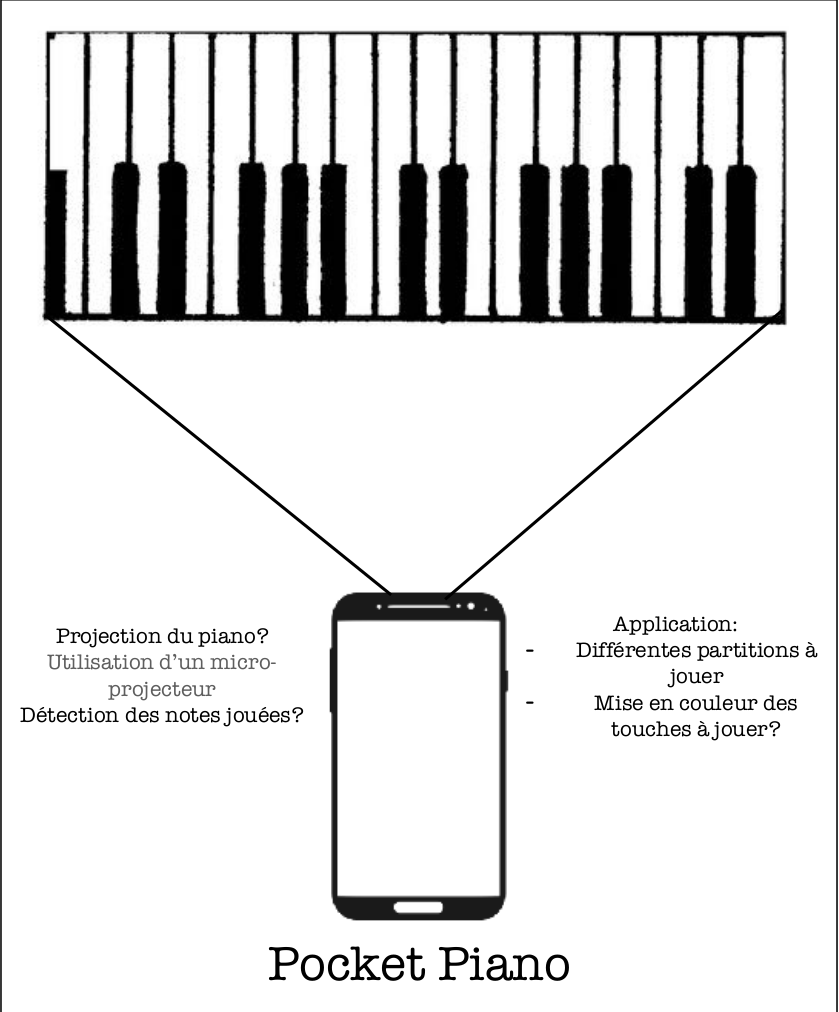 Projection du piano?
Utilisation d'un micro-
projecteur
Détection des notes jouées?
Application:
- Différentes partitions à
jouer
- Mise en couleur des
touches à jouer?
Pocket Piano